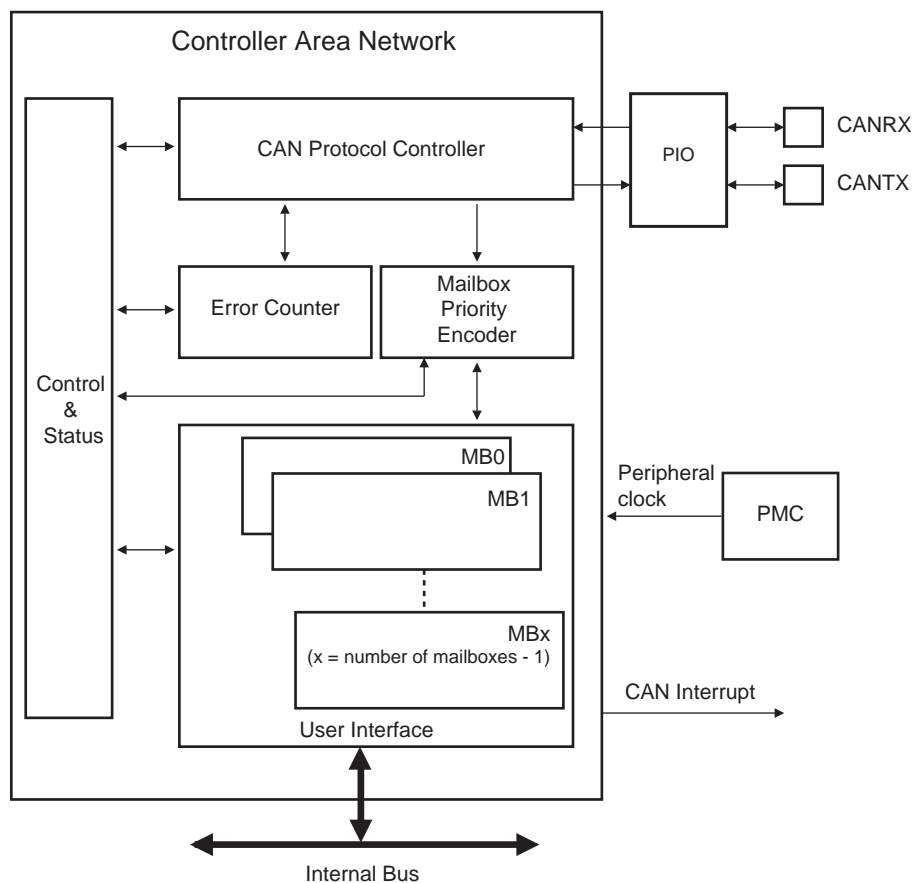 Controller Area Network
CAN Protocol Controller
PIO
CANRX
CANTX
Error Counter
Mailbox
Priority
Encoder
Control
&
Status
MB0
MB1
Peripheral
clock
PMC
MBx
(x = number of mailboxes - 1)
CAN Interrupt
User Interface
Internal Bus